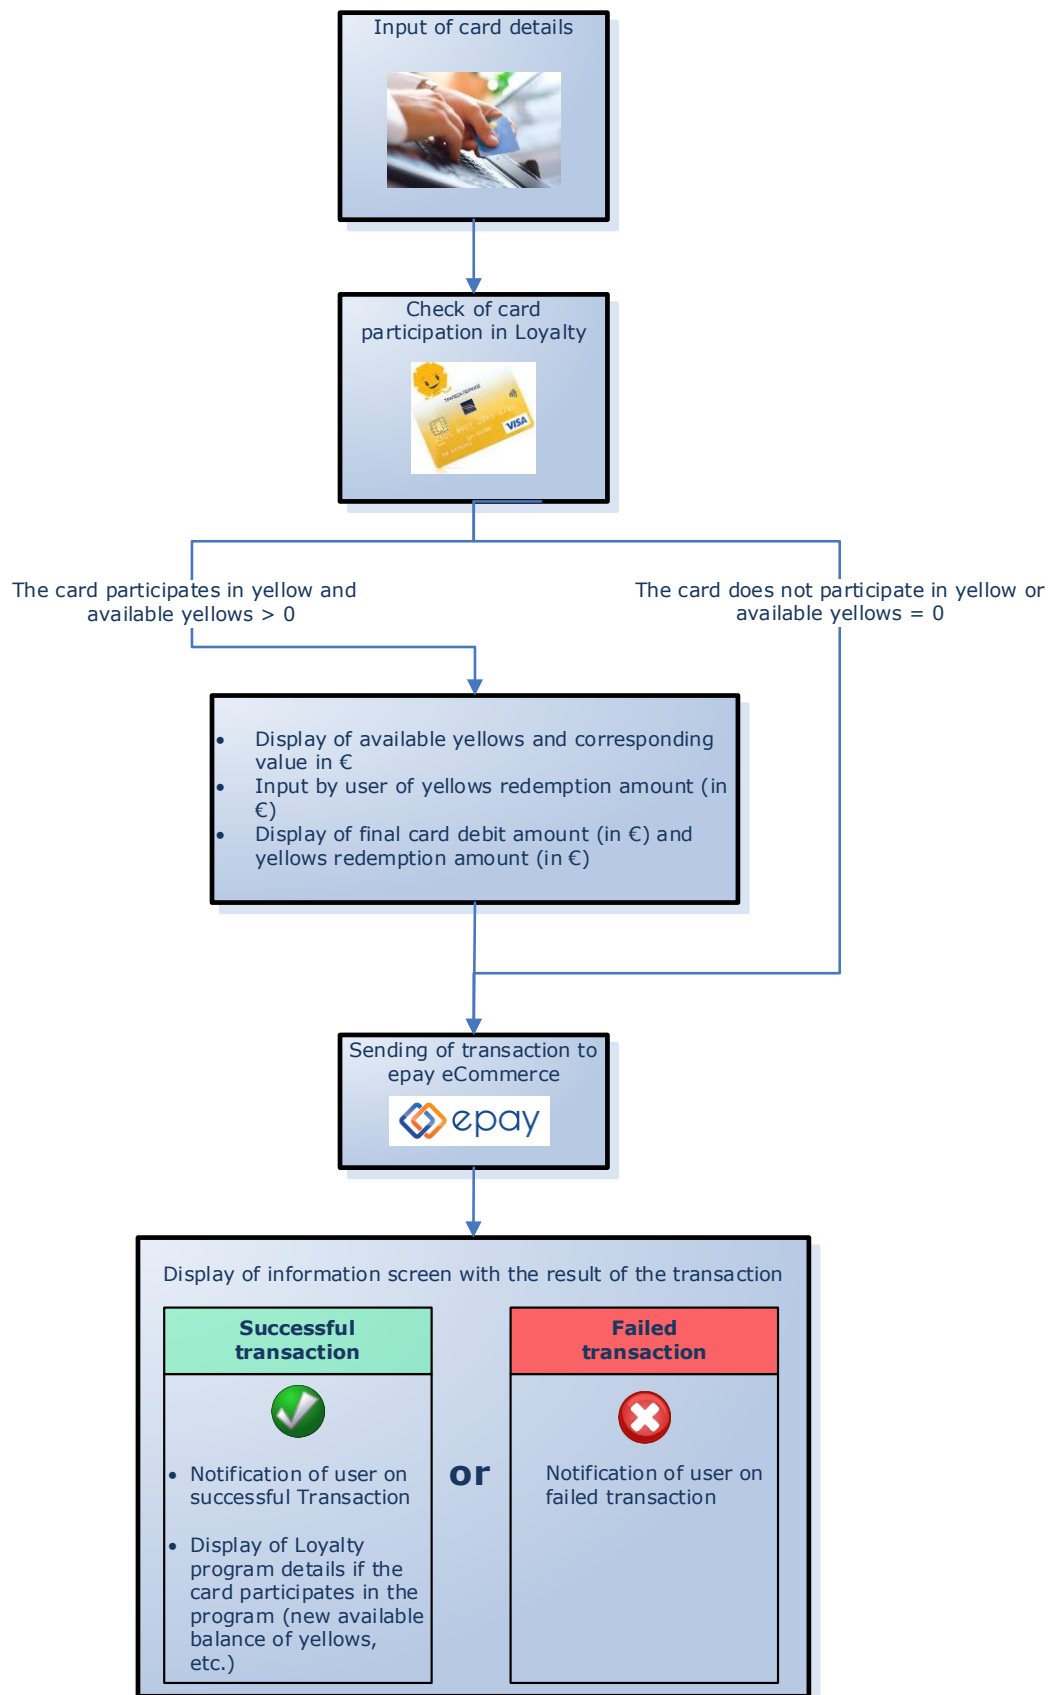 Input of card details
Check of card
participation in Loyalty
ΤΡΑΠΕΖΑ ΠΕΙΡΑΙΩΣ
VISA
The card participates in yellow and
available yellows > 0
The card does not participate in yellow or
available yellows = 0
• Display of available yellows and corresponding
value in €
• Input by user of yellows redemption amount (in
€)
• Display of final card debit amount (in €) and
yellows redemption amount (in €)
Sending of transaction to
epay eCommerce
epay
Display of information screen with the result of the transaction
Successful
transaction
• Notification of user on
successful Transaction
• Display of Loyalty
program details if the
card participates in the
program (new available
balance of yellows,
etc.)
or
Failed
transaction
Notification of user on
failed transaction